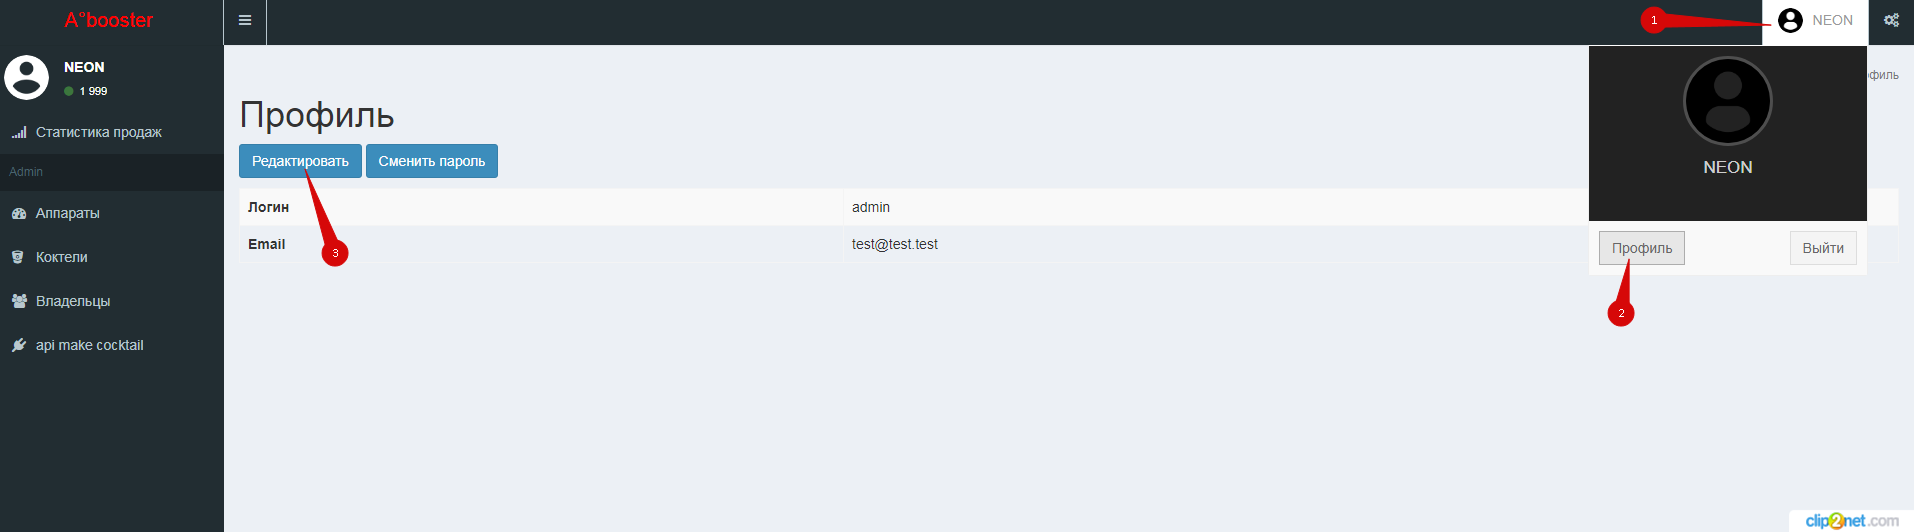 A°booster
1
NEON
NEON
1 999
офиль
Профиль
NEON
Редактировать
Сменить пароль
Статистика продаж
Admin
Логин
admin
Аппараты
Email
test@test.test
3
Профиль
Выйти
Коктели
2
Владельцы
api make cocktail
clip2net.com